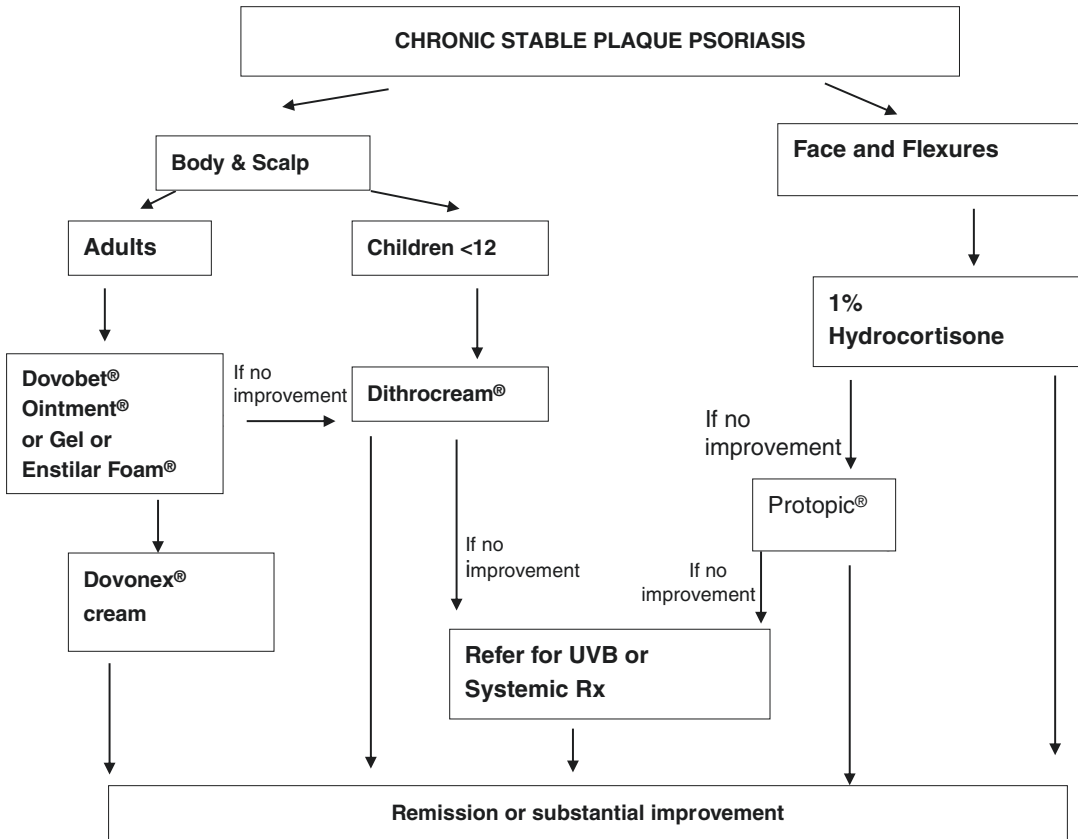 CHRONIC STABLE PLAQUE PSORIASIS
Body & Scalp
Face and Flexures
Adults
Children <12
1%
Hydrocortisone
Dovobet®
Ointment®
or Gel or
Enstilar Foam®
If no
improvement
Dithrocream®
If no
improvement
Protopic®
Dovonex®
cream
If no
improvement
If no
improvement
Refer for UVB or
Systemic Rx
Remission or substantial improvement